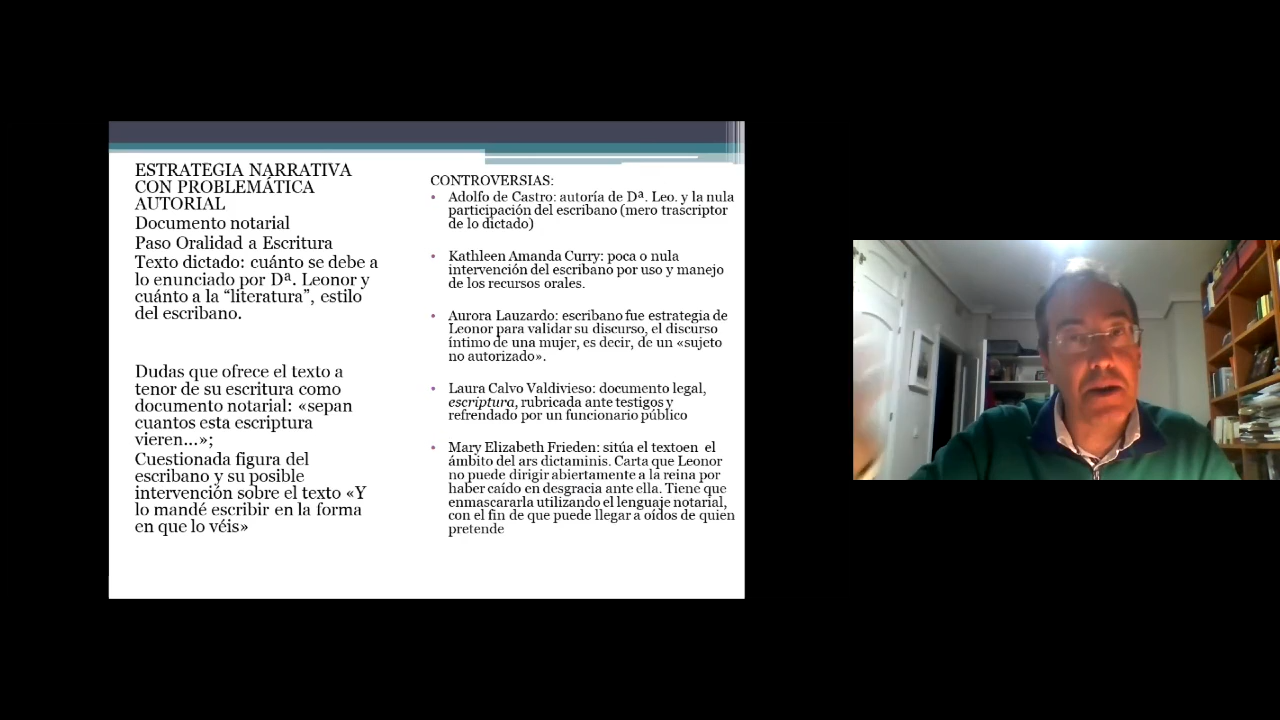 ESTRATEGIA NARRATIVA
CON PROBLEMÁTICA
AUTORIAL
Documento notarial
Paso Oralidad a Escritura
Texto dictado: cuánto se debe a
lo enunciado por Dª. Leonor y
cuánto a la “literatura”, estilo
del escribano.
Dudas que ofrece el texto a
tenor de su escritura como
documento notarial: «sepan
cuantos esta escriptura
vieren...»;
Cuestionada figura del
escribano y su posible
intervención sobre el texto «Y
lo mandé escribir en la forma
en que lo véis»
CONTROVERSIAS:
• Adolfo de Castro: autoría de Dª. Leo. y la nula
participación del escribano (mero trascriptor
de lo dictado)
• Kathleen Amanda Curry: poca o nula
intervención del escribano por uso y manejo
de los recursos orales.
• Aurora Lauzardo: escribano fue estrategia de
Leonor para validar su discurso, el discurso
íntimo de una mujer, es decir, de un «sujeto
no autorizado».
• Laura Calvo Valdivieso: documento legal,
escriptura, rubricada ante testigos y
refrendado por un funcionario público
• Mary Elizabeth Frieden: sitúa el textoen el
ámbito del ars dictaminis. Carta que Leonor
no puede dirigir abiertamente a la reina por
haber caído en desgracia ante ella. Tiene que
enmascararla utilizando el lenguaje notarial,
con el fin de que puede llegar a oídos de quien
pretende